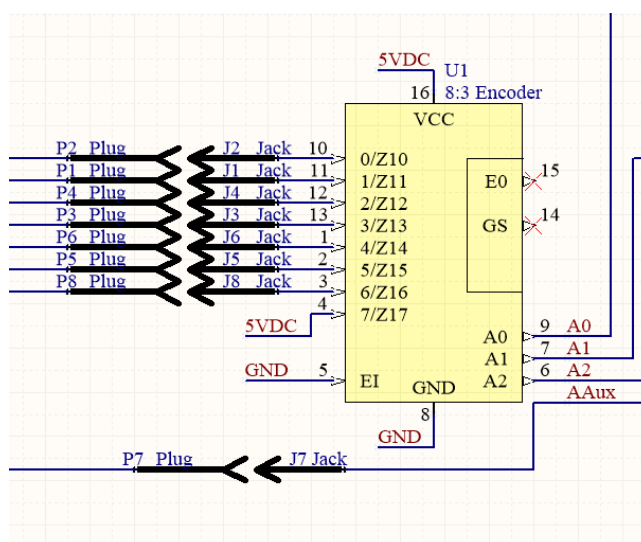 5VDC
U1
16
8:3 Encoder
VCC
P2 Plug J2 Jack 10 0/Z10
P1 Plug J1 Jack 11 1/Z11 E0 15
P4 Plug J4 Jack 12 2/Z12
P3 Plug J3 Jack 13 3/Z13 GS 14
P6 Plug J6 Jack 1 4/Z14
P5 Plug J5 Jack 2 5/Z15
P8 Plug J8 Jack 3 6/Z16
4 7/Z17
5VDC
A0 9 A0
A1 7 A1
GND 5 EI GND A2 6 A2
8 AAux
GND
P7 Plug J7 Jack